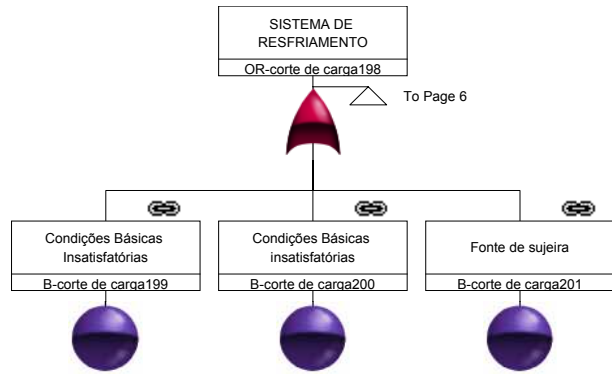 SISTEMA DE
RESFRIAMENTO
OR-corte de carga198
To Page 6
Condições Básicas
Insatisfatórias
B-corte de carga199
Condições Básicas
insatisfatórias
B-corte de carga200
Fonte de sujeira
B-corte de carga201